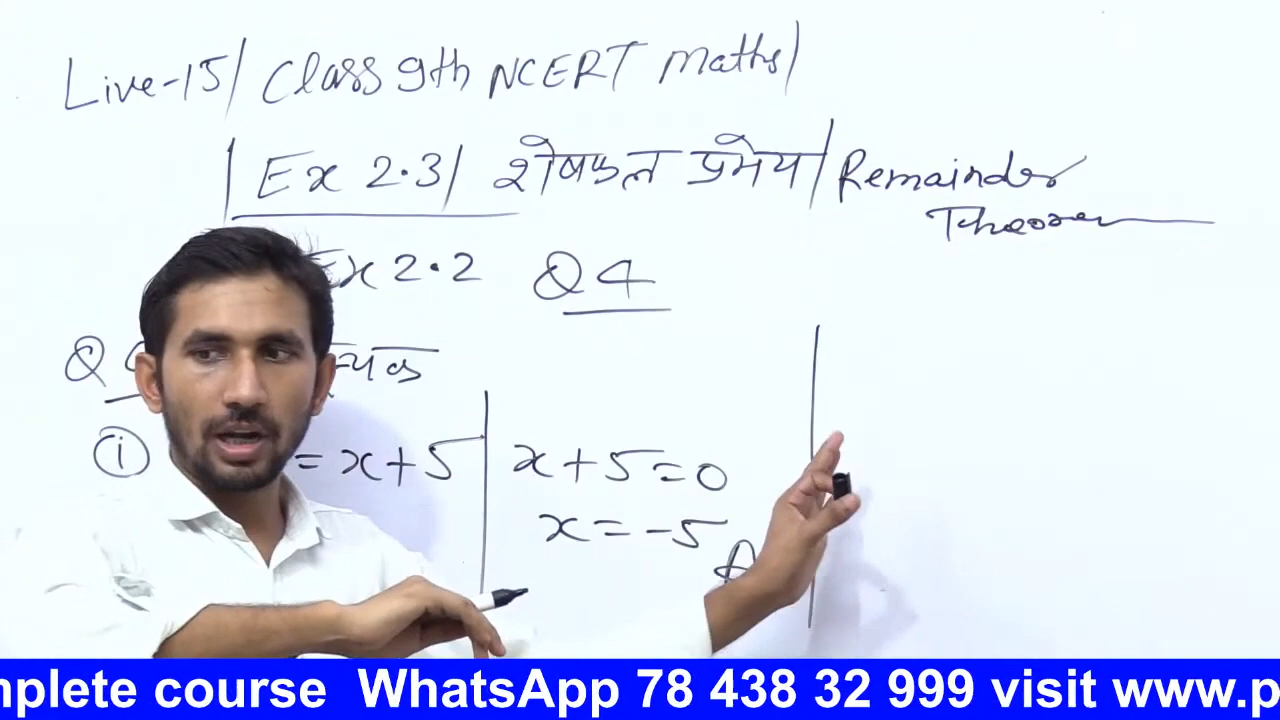 Live-15/ Class 9th NCERT Maths/
| Ex 2.3/ शेषफल प्रमेय/ Remainder
Theorem
Ex 2.2 Q4
Q
i = x+5
x+5=0
x=-5
mplete course WhatsApp 78 438 32 999 visit www.p